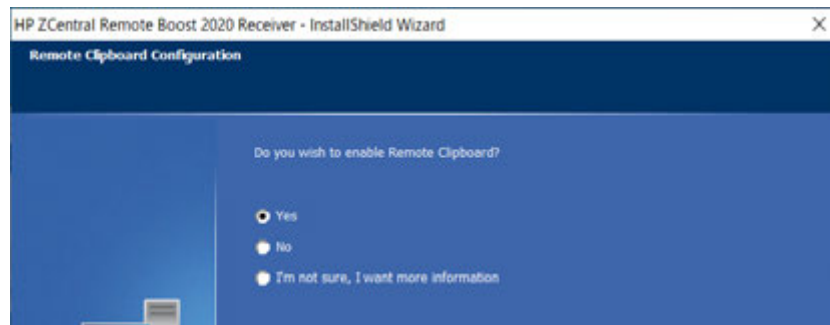 HP ZCentral Remote Boost 2020 Receiver - InstallShield Wizard
Remote Clipboard Configuration
Do you wish to enable Remote Clipboard?
Yes
No
I'm not sure, I want more information